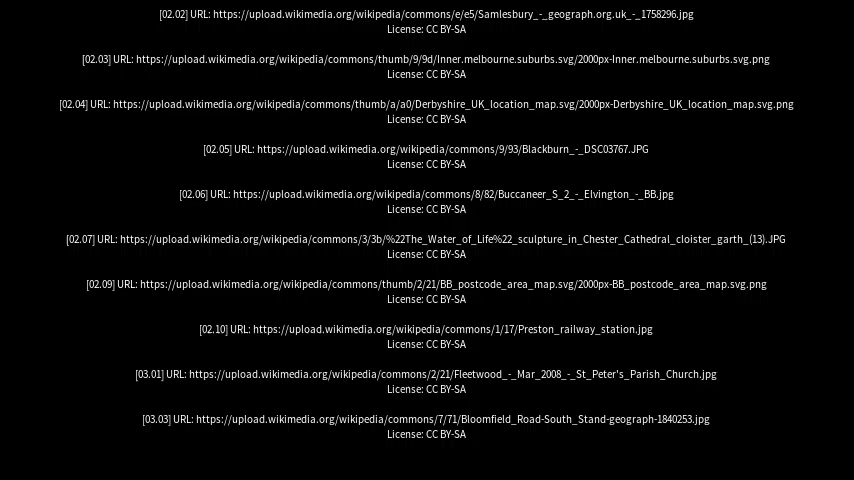 [02.02] URL: https://upload.wikimedia.org/wikipedia/commons/e/e5/Samlesbury_-_geograph.org.uk_-_1758296.jpg
License: CC BY-SA
[02.03] URL: https://upload.wikimedia.org/wikipedia/commons/thumb/9/9d/Inner.melbourne.suburbs.svg/2000px-Inner.melbourne.suburbs.svg.png
License: CC BY-SA
[02.04] URL: https://upload.wikimedia.org/wikipedia/commons/thumb/a/a0/Derbyshire_UK_location_map.svg/2000px-Derbyshire_UK_location_map.svg.png
License: CC BY-SA
[02.05] URL: https://upload.wikimedia.org/wikipedia/commons/9/93/Blackburn_-_DSC03767.JPG
License: CC BY-SA
[02.06] URL: https://upload.wikimedia.org/wikipedia/commons/8/82/Buccaneer_S_2_-_Elvington_-_BB.jpg
License: CC BY-SA
[02.07] URL: https://upload.wikimedia.org/wikipedia/commons/3/3b/%22The_Water_of_Life%22_sculpture_in_Chester_Cathedral_cloister_garth_(13).JPG
License: CC BY-SA
[02.09] URL: https://upload.wikimedia.org/wikipedia/commons/thumb/2/21/BB_postcode_area_map.svg/2000px-BB_postcode_area_map.svg.png
License: CC BY-SA
[02.10] URL: https://upload.wikimedia.org/wikipedia/commons/1/17/Preston_railway_station.jpg
License: CC BY-SA
[03.01] URL: https://upload.wikimedia.org/wikipedia/commons/2/21/Fleetwood_-_Mar_2008_-_St_Peter's_Parish_Church.jpg
License: CC BY-SA
[03.03] URL: https://upload.wikimedia.org/wikipedia/commons/7/71/Bloomfield_Road-South_Stand-geograph-1840253.jpg
License: CC BY-SA